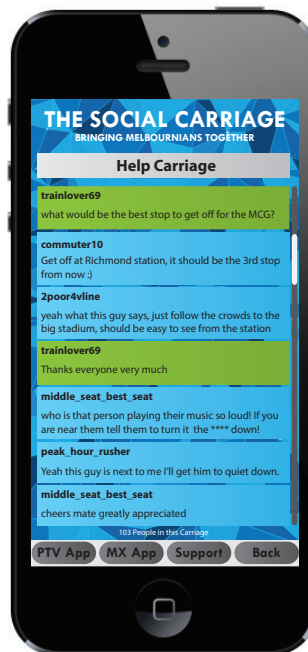 THE SOCIAL CARRIAGE
BRINGING MELBOURNIANS TOGETHER
Help Carriage
trainlover69
what would be the best stop to get off for the MCG?
commuter10
Get off at Richmond station, it should be the 3rd stop
from now :)
2poor4vline
yeah what this guy says, just follow the crowds to the
big stadium, should be easy to see from the station
trainlover69
Thanks everyone very much
middle_seat_best_seat
who is that person playing their music so loud! If you
are near them tell them to turn it the **** down!
peak_hour_rusher
Yeah this guy is next to me I'll get him to quiet down.
middle_seat_best_seat
cheers mate greatly appreciated
103 People in this Carriage
PTV App MX App Support Back